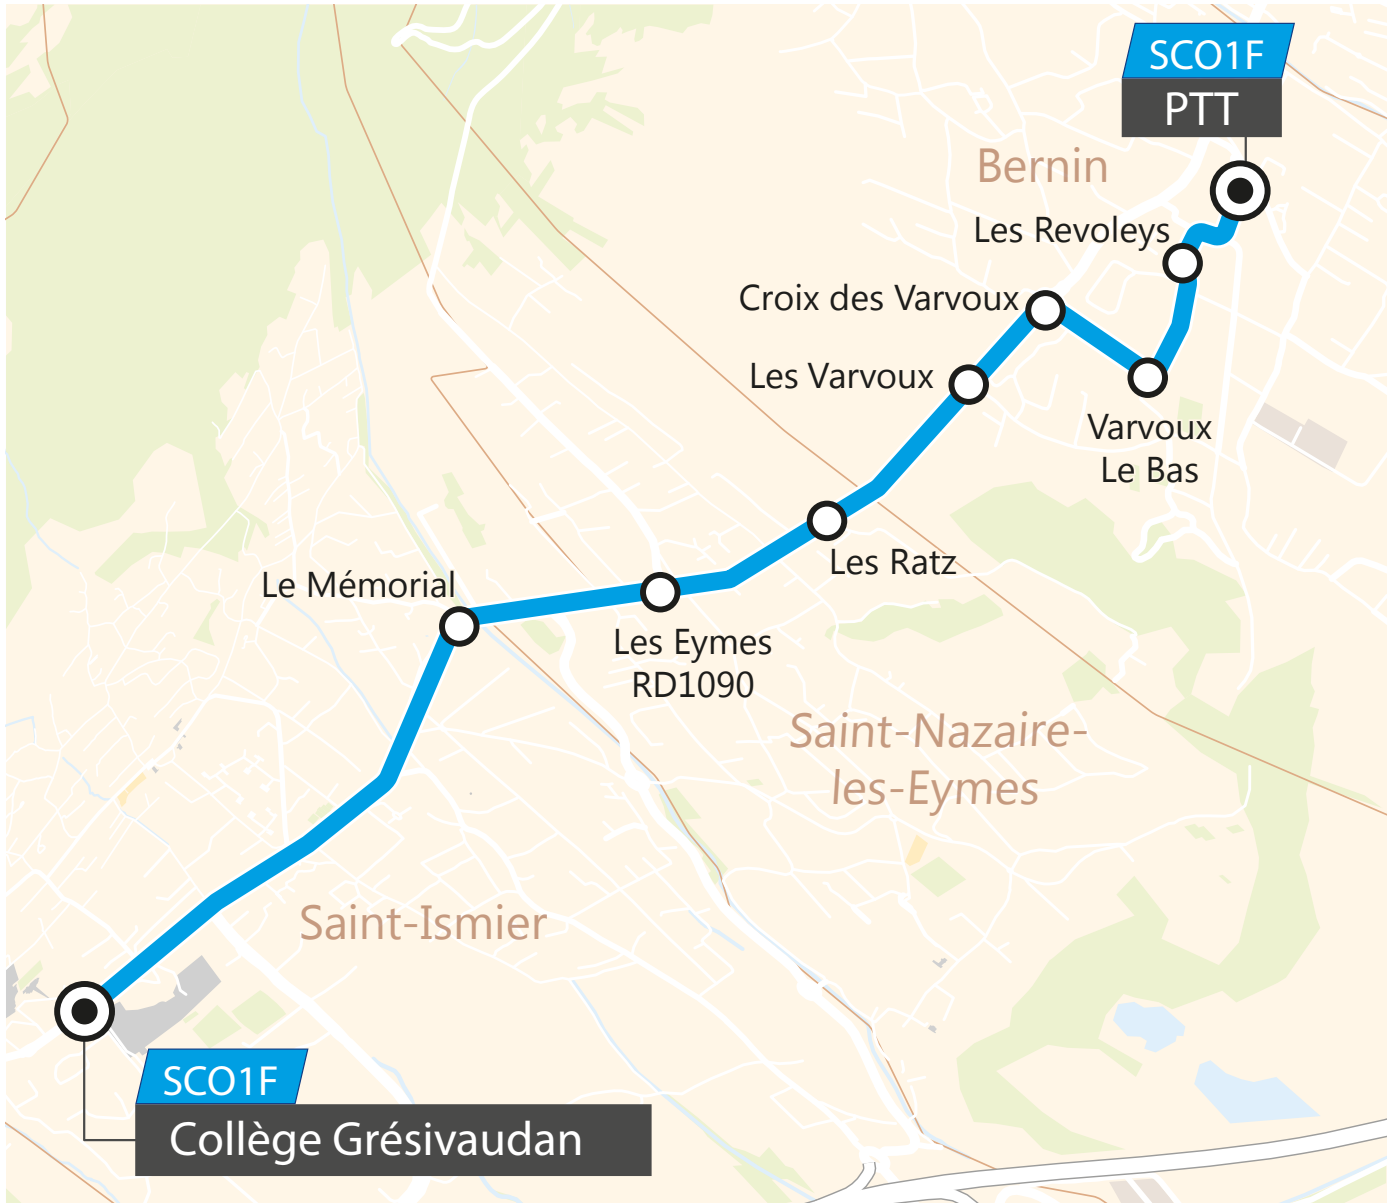 SCO1F
PTT
Bernin
Les Revoleys
Croix des Varvoux
Les Varvoux
Varvoux
Le Bas
Les Ratz
Le Mémorial
Les Eymes
RD1090
Saint-Nazaire-
les-Eymes
Saint-Ismier
SCO1F
Collège Grésivaudan